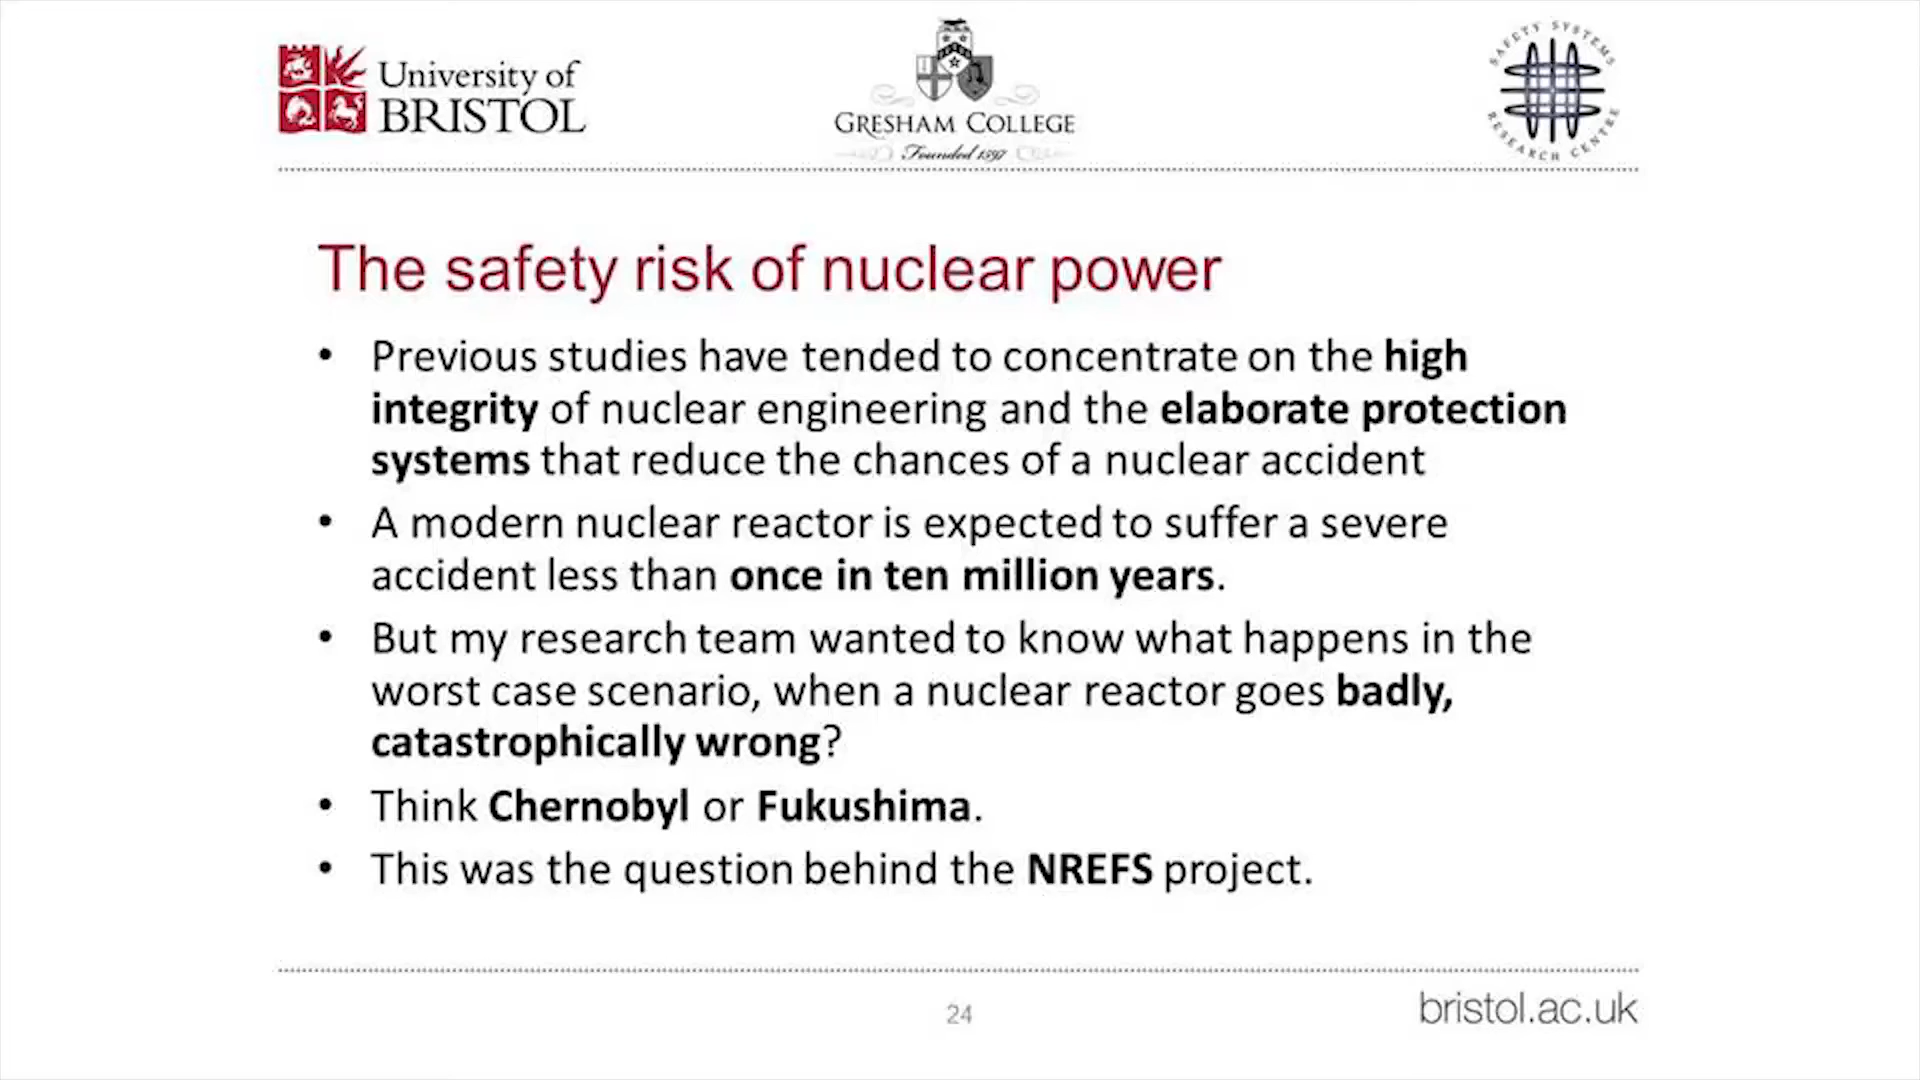 University of
BRISTOL
GRESHAM COLLEGE
Founded 1597
SAFETY SYSTEMS
RESEARCH CENTRE
The safety risk of nuclear power
• Previous studies have tended to concentrate on the high
integrity of nuclear engineering and the elaborate protection
systems that reduce the chances of a nuclear accident
• A modern nuclear reactor is expected to suffer a severe
accident less than once in ten million years.
• But my research team wanted to know what happens in the
worst case scenario, when a nuclear reactor goes badly,
catastrophically wrong?
• Think Chernobyl or Fukushima.
• This was the question behind the NREFS project.
24
bristol.ac.uk